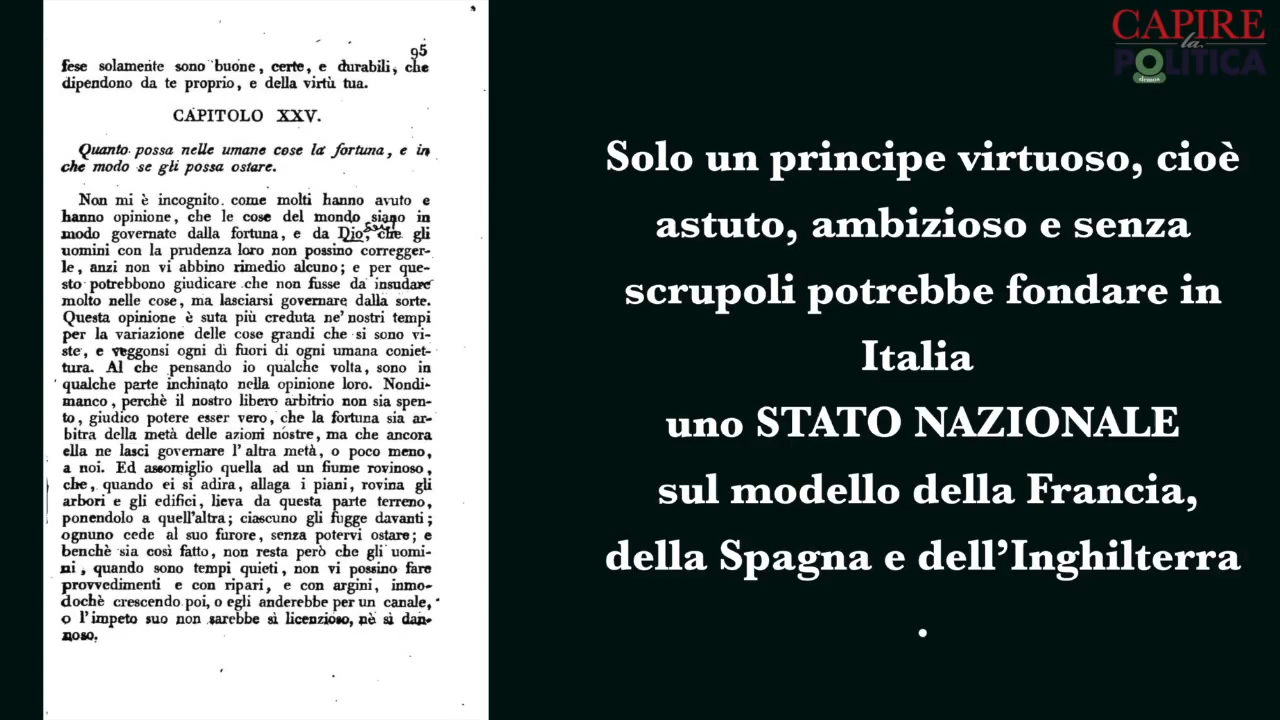 95
fese solamente sono buone, certe, e durabili, che
dipendono da te proprio, e della virtù tua.
CAPITOLO XXV.
Quanto possa nelle umane cose la fortuna, e in
che modo se gli possa ostare.
Non mi è incognito come molti hanno avuto e
hanno opinione, che le cose del mondo siano in
modo governate dalla fortuna, e da Dio, che gli
uomini con la prudenza loro non possino corregger-
le, anzi non vi abbino rimedio alcuno; e per que-
sto potrebbono giudicare che non fusse da insudare
molto nelle cose, ma lasciarsi governare dalla sorte.
Questa opinione è suta più creduta ne' nostri tempi
per la variazione delle cose grandi che si sono vi-
ste, e veggonsi ogni dì fuori di ogni umana coniet-
tura. Al che pensando io qualche volta, sono in
qualche parte inchinato nella opinione loro. Nondi-
manco, perchè il nostro libero arbitrio non sia spen-
to, giudico potere esser vero, che la fortuna sia ar-
bitra della metà delle azioni nostre, ma che ancora
ella ne lasci governare l'altra metà, o poco meno,
a noi. Ed assomiglio quella ad un fiume rovinoso,
che, quando ei si adira, allaga i piani, rovina gli
arbori e gli edifici, lieva da questa parte terreno,
ponendolo a quell'altra; ciascuno gli fugge davanti;
ognuno cede al suo furore, senza potervi ostare; e
benchè sia così fatto, non resta però che gli uomi-
ni, quando sono tempi quieti, non vi possino fare
provvedimenti e con ripari, e con argini, inmo-
dochè crescendo poi, o egli anderebbe per un canale,
o l'impeto suo non sarebbe sì licenzioso, nè sì dan-
noso.
CAPIRE
la
POLITICA
demos
Solo un principe virtuoso, cioè
astuto, ambizioso e senza
scrupoli potrebbe fondare in
Italia
uno STATO NAZIONALE
sul modello della Francia,
della Spagna e dell'Inghilterra
.